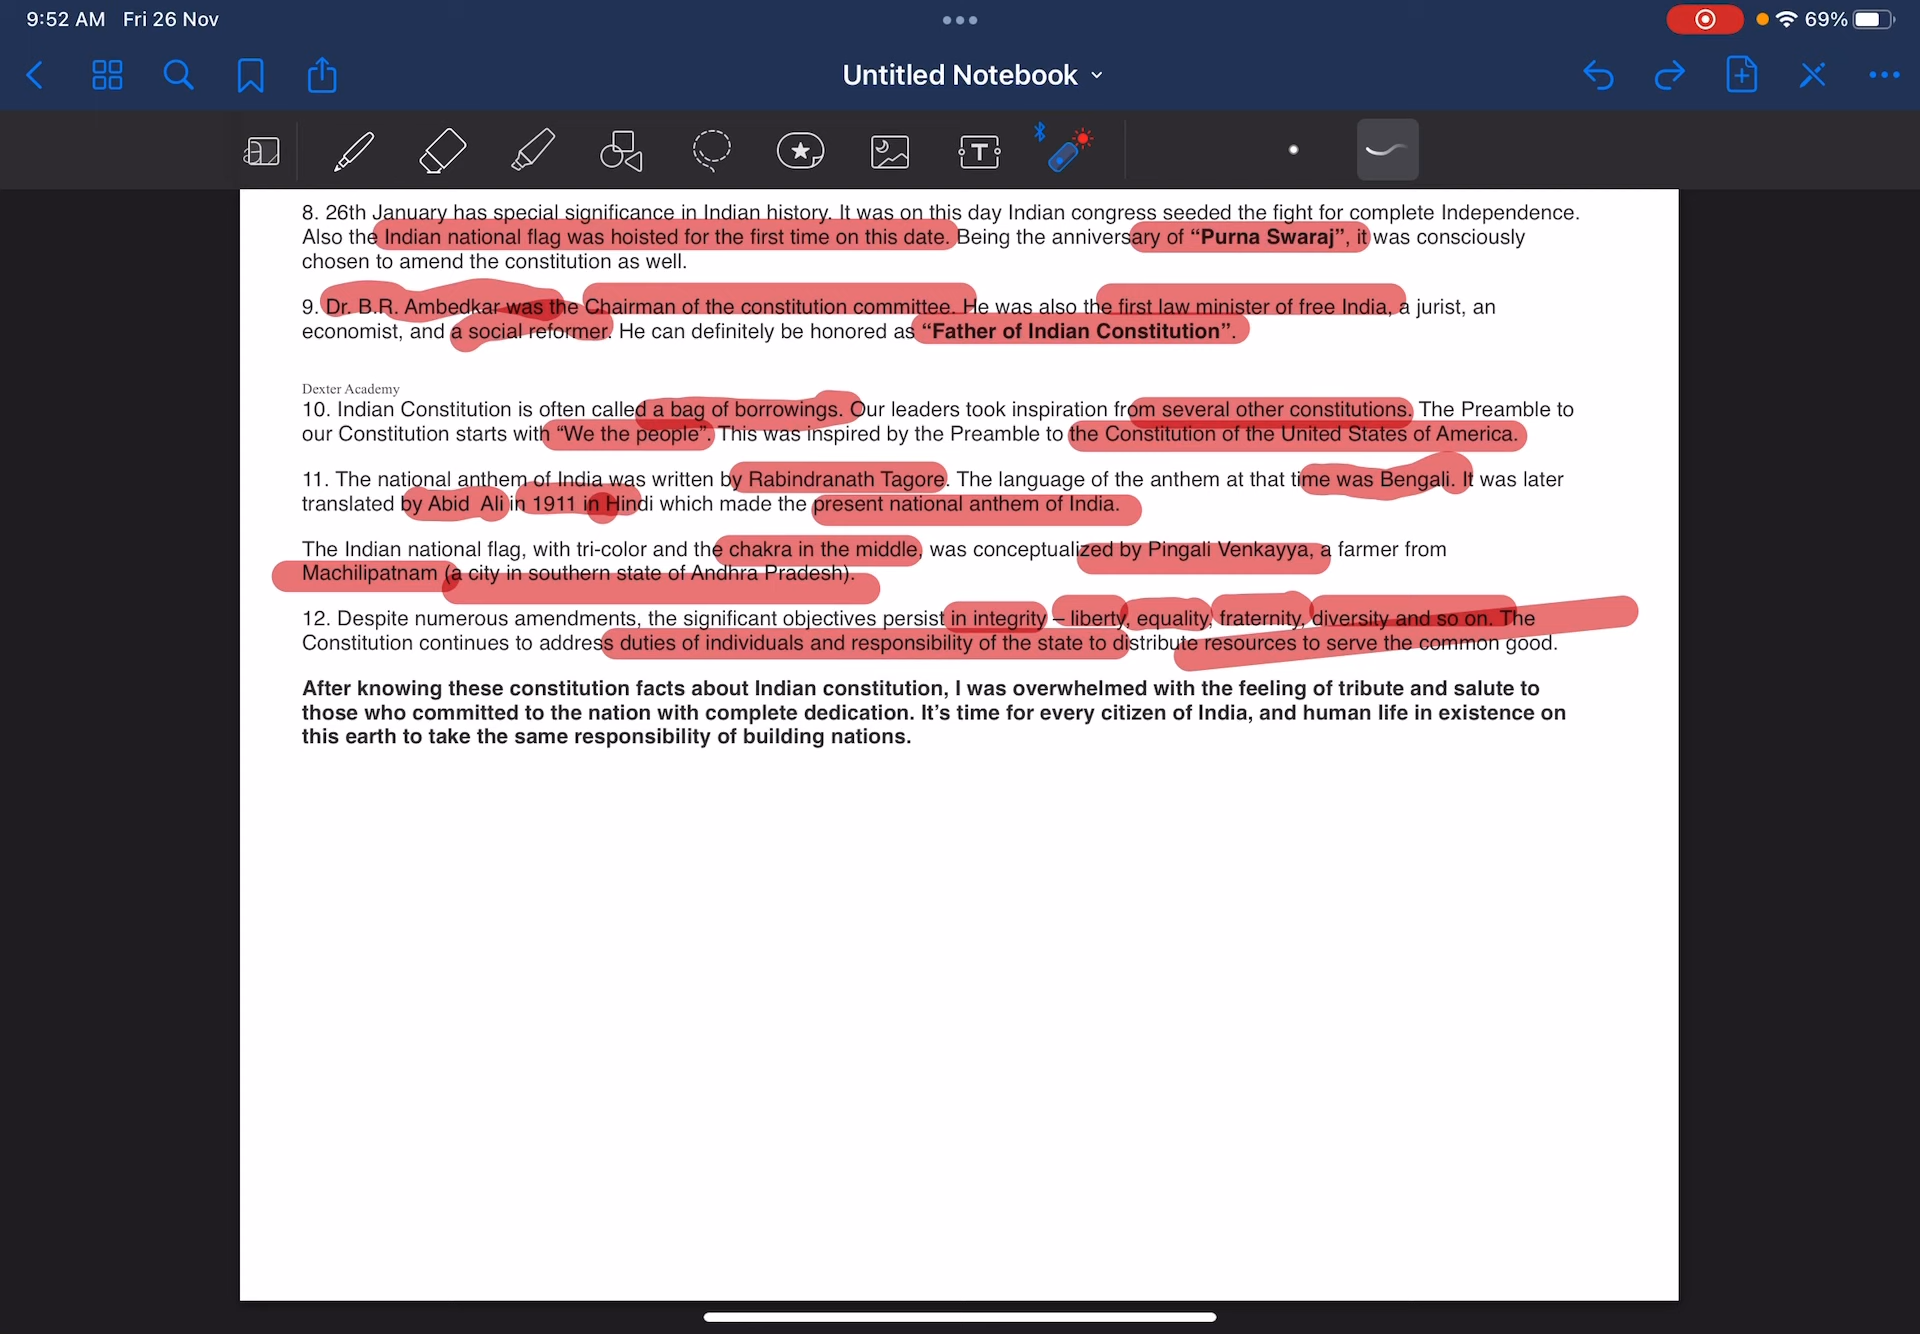 9:52 AM Fri 26 Nov
69%
Untitled Notebook
8. 26th January has special significance in Indian history. It was on this day Indian congress seeded the fight for complete Independence.
Also the Indian national flag was hoisted for the first time on this date. Being the anniversary of “Purna Swaraj”, it was consciously
chosen to amend the constitution as well.
9. Dr. B.R. Ambedkar was the Chairman of the constitution committee. He was also the first law minister of free India, a jurist, an
economist, and a social reformer. He can definitely be honored as “Father of Indian Constitution”.
Dexter Academy
10. Indian Constitution is often called a bag of borrowings. Our leaders took inspiration from several other constitutions. The Preamble to
our Constitution starts with “We the people”. This was inspired by the Preamble to the Constitution of the United States of America.
11. The national anthem of India was written by Rabindranath Tagore. The language of the anthem at that time was Bengali. It was later
translated by Abid Ali in 1911 in Hindi which made the present national anthem of India.
The Indian national flag, with tri-color and the chakra in the middle, was conceptualized by Pingali Venkayya, a farmer from
Machilipatnam (a city in southern state of Andhra Pradesh).
12. Despite numerous amendments, the significant objectives persist in integrity – liberty, equality, fraternity, diversity and so on. The
Constitution continues to address duties of individuals and responsibility of the state to distribute resources to serve the common good.
After knowing these constitution facts about Indian constitution, I was overwhelmed with the feeling of tribute and salute to
those who committed to the nation with complete dedication. It’s time for every citizen of India, and human life in existence on
this earth to take the same responsibility of building nations.